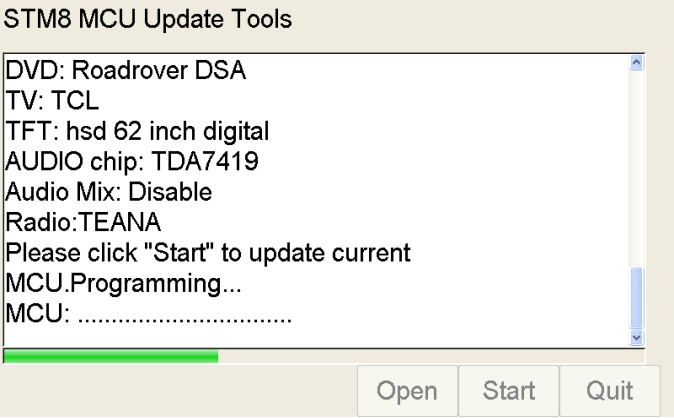 STM8 MCU Update Tools
DVD: Roadrover DSA
TV: TCL
TFT: hsd 62 inch digital
AUDIO chip: TDA7419
Audio Mix: Disable
Radio:TEANA
Please click "Start" to update current
MCU.Programming...
MCU: ................................
Open Start Quit